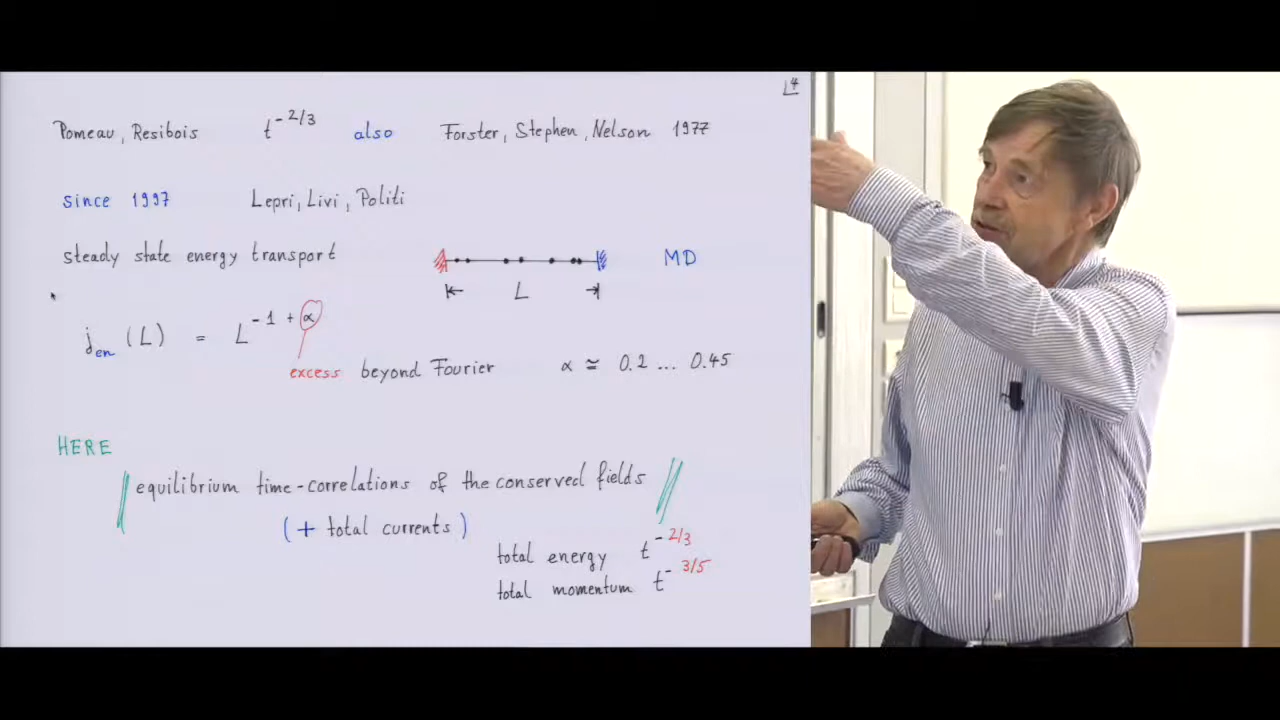 L4
Pomeau, Resibois t^{-2/3} also Forster, Stephen, Nelson 1977
since 1997 Lepri, Livi, Politi
steady state energy transport MD
L
j_{en} (L) = L^{-1 + α}
excess beyond Fourier α ≃ 0.2 ... 0.45
HERE
equilibrium time-correlations of the conserved fields
(+ total currents)
total energy t^{-2/3}
total momentum t^{-3/5}